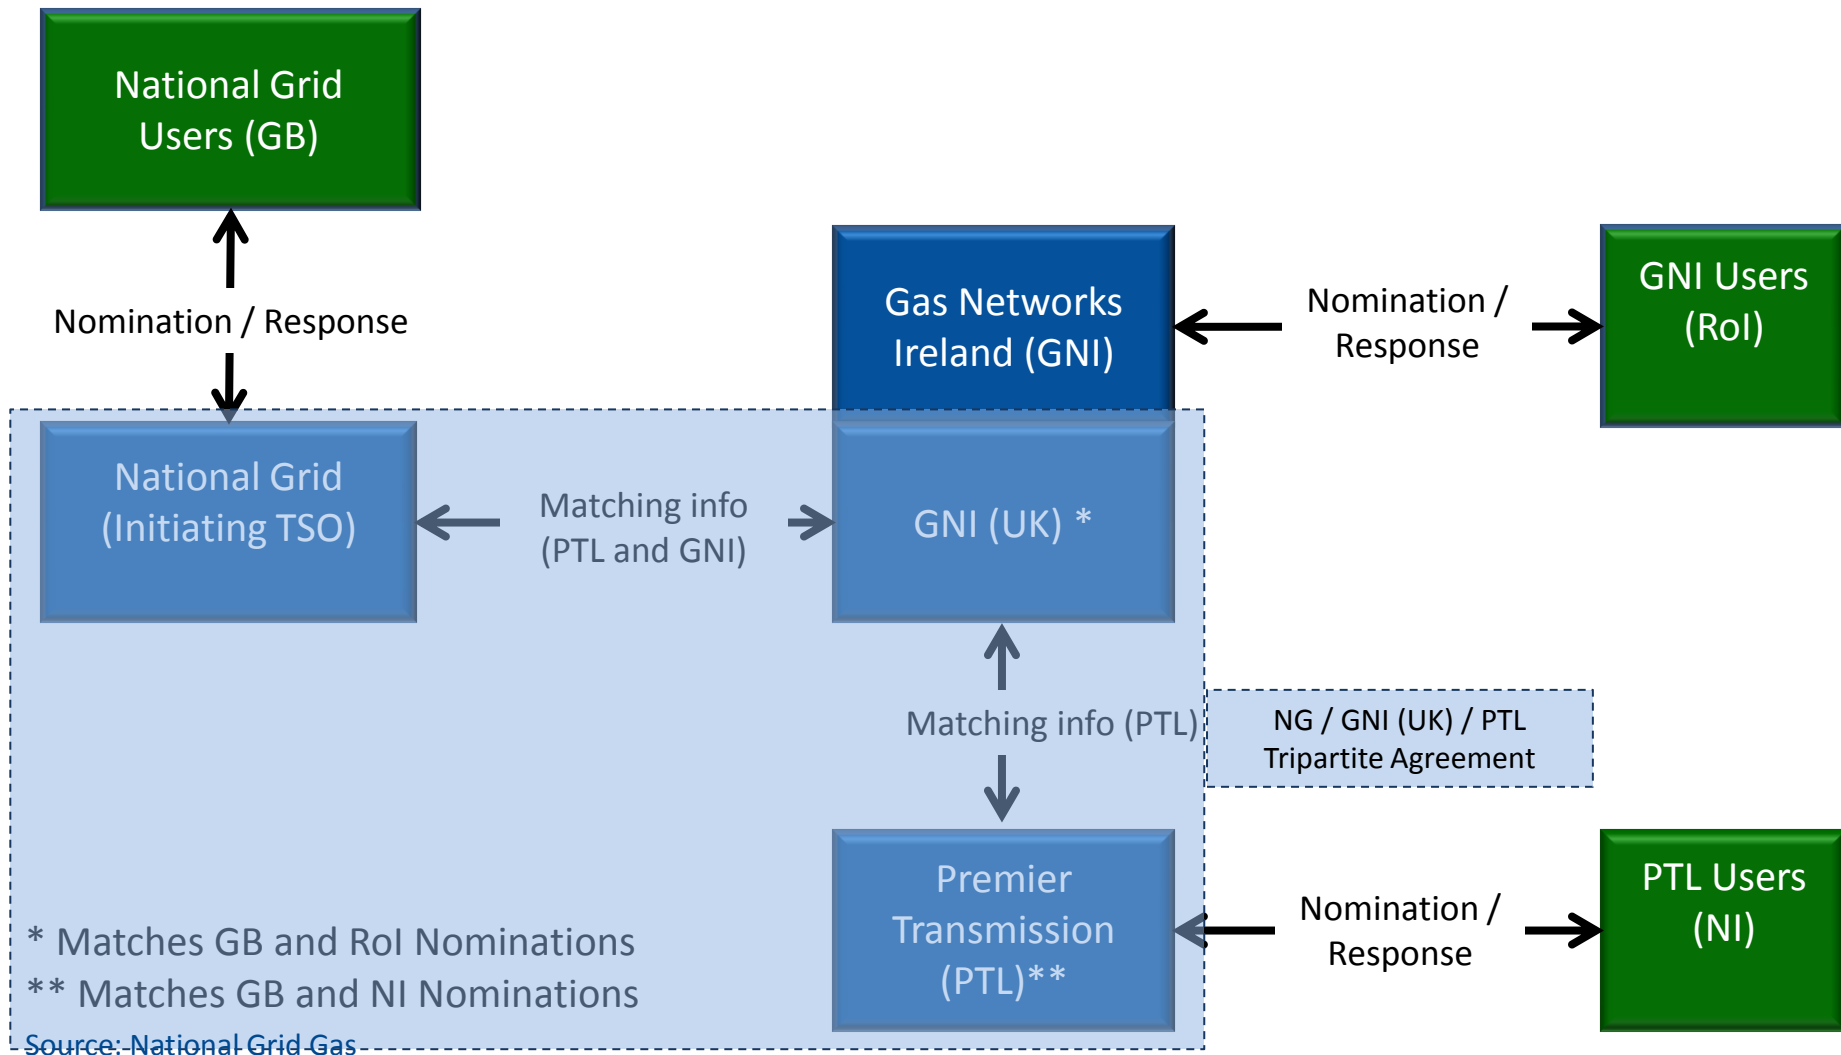 National Grid
Users (GB)
Nomination / Response
Gas Networks
Ireland (GNI)
Nomination /
Response
GNI Users
(RoI)
National Grid
(Initiating TSO)
Matching info
(PTL and GNI)
GNI (UK) *
Matching info (PTL)
NG / GNI (UK) / PTL
Tripartite Agreement
Premier
Transmission
(PTL)**
Nomination /
Response
PTL Users
(NI)
* Matches GB and RoI Nominations
** Matches GB and NI Nominations
Source: National Grid Gas